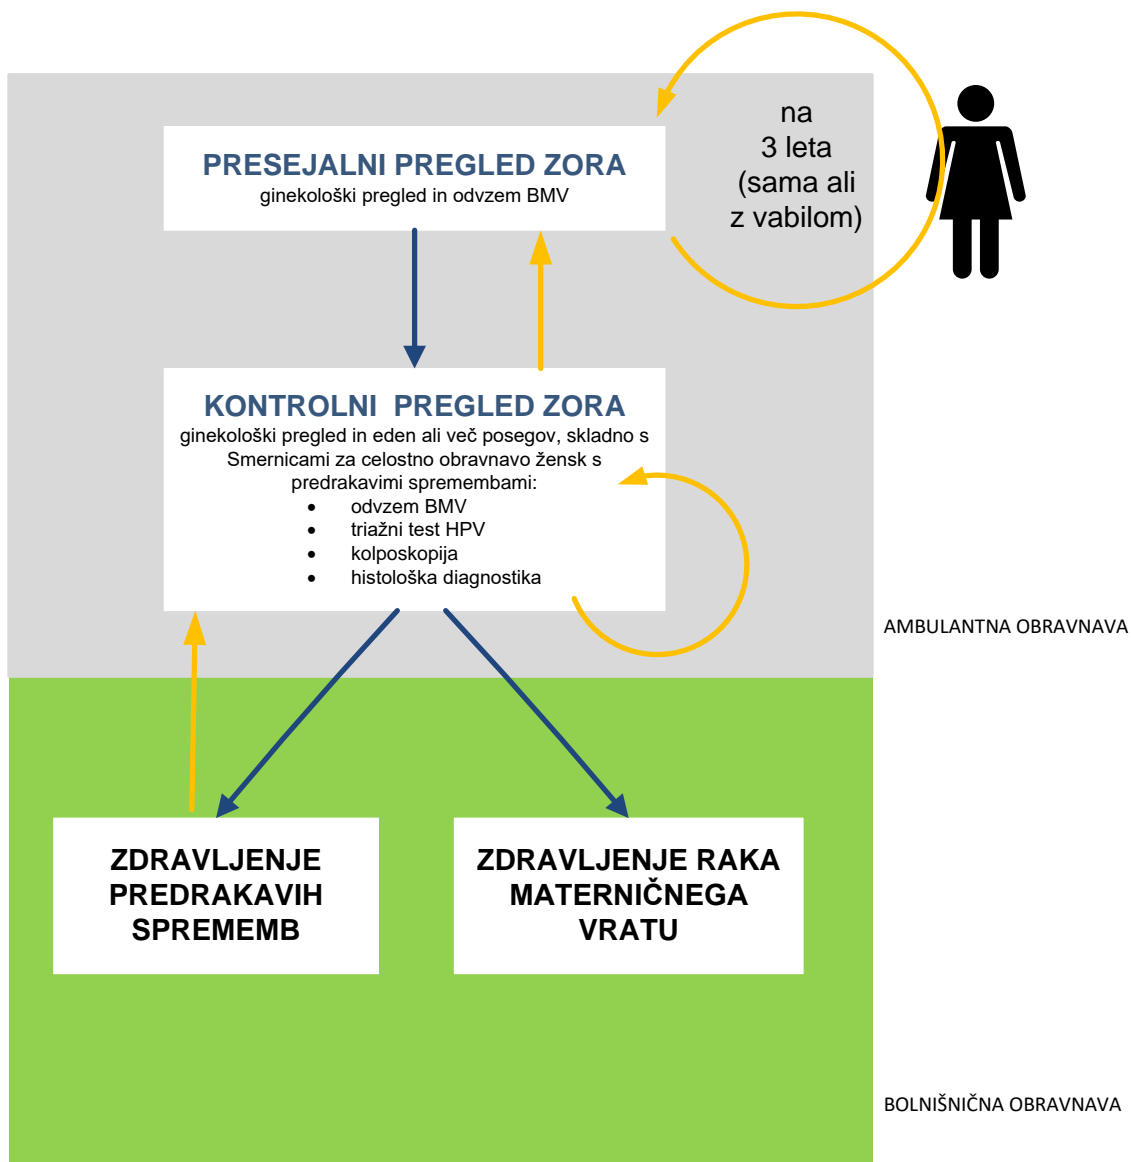 PRESEJALNI PREGLED ZORA
ginekološki pregled in odvzem BMV
na
3 leta
(sama ali
z vabilom)
KONTROLNI PREGLED ZORA
ginekološki pregled in eden ali več posegov, skladno s
Smernicami za celostno obravnavo žensk s
predrakavimi spremembami:
• odvzem BMV
• triažni test HPV
• kolposkopija
• histološka diagnostika
AMBULANTNA OBRAVNAVA
ZDRAVLJENJE
PREDRAKAVIH
SPREMEMB
ZDRAVLJENJE RAKA
MATERNIČNEGA
VRATU
BOLNIŠNIČNA OBRAVNAVA